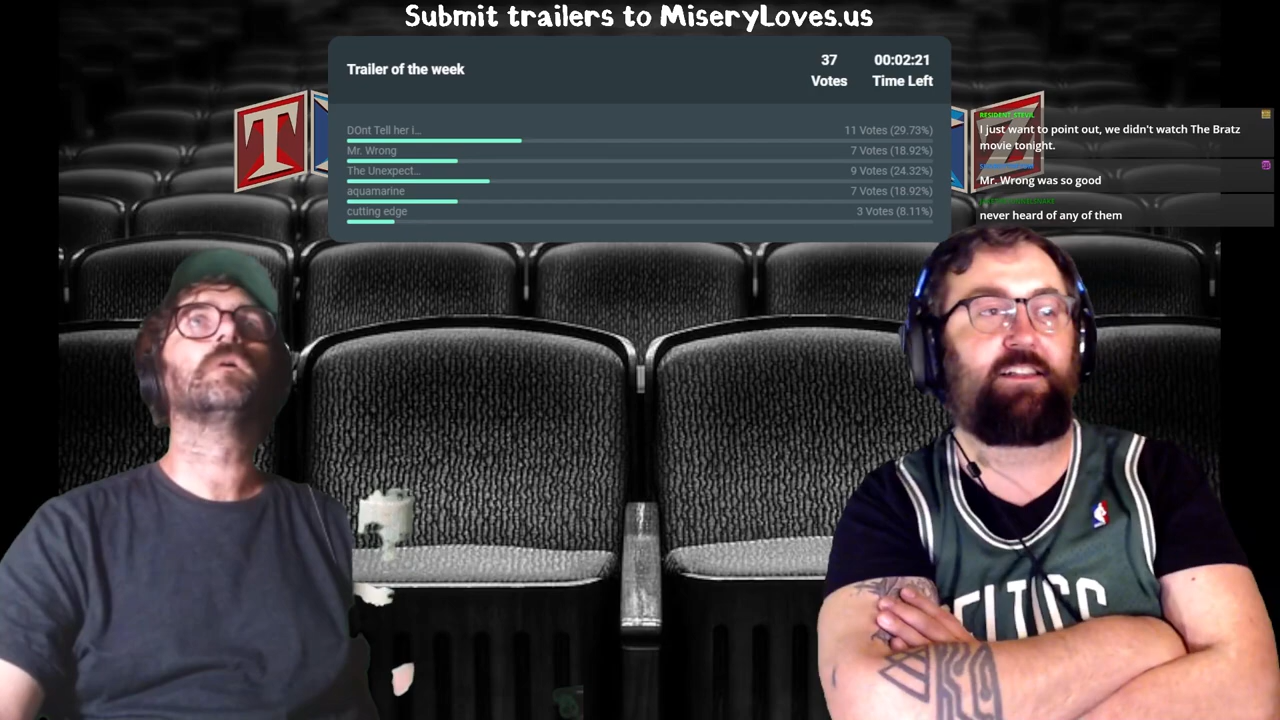 Submit trailers to MiseryLoves.us
Trailer of the week
37
Votes
00:02:21
Time Left
DOnt Tell her i...
11 Votes (29.73%)
Mr. Wrong
7 Votes (18.92%)
The Unexpect...
9 Votes (24.32%)
aquamarine
7 Votes (18.92%)
cutting edge
3 Votes (8.11%)
T
Z
RESIDENT_STEVIL
I just want to point out, we didn't watch The Bratz
movie tonight.
Mr. Wrong was so good
never heard of any of them
CELTICS